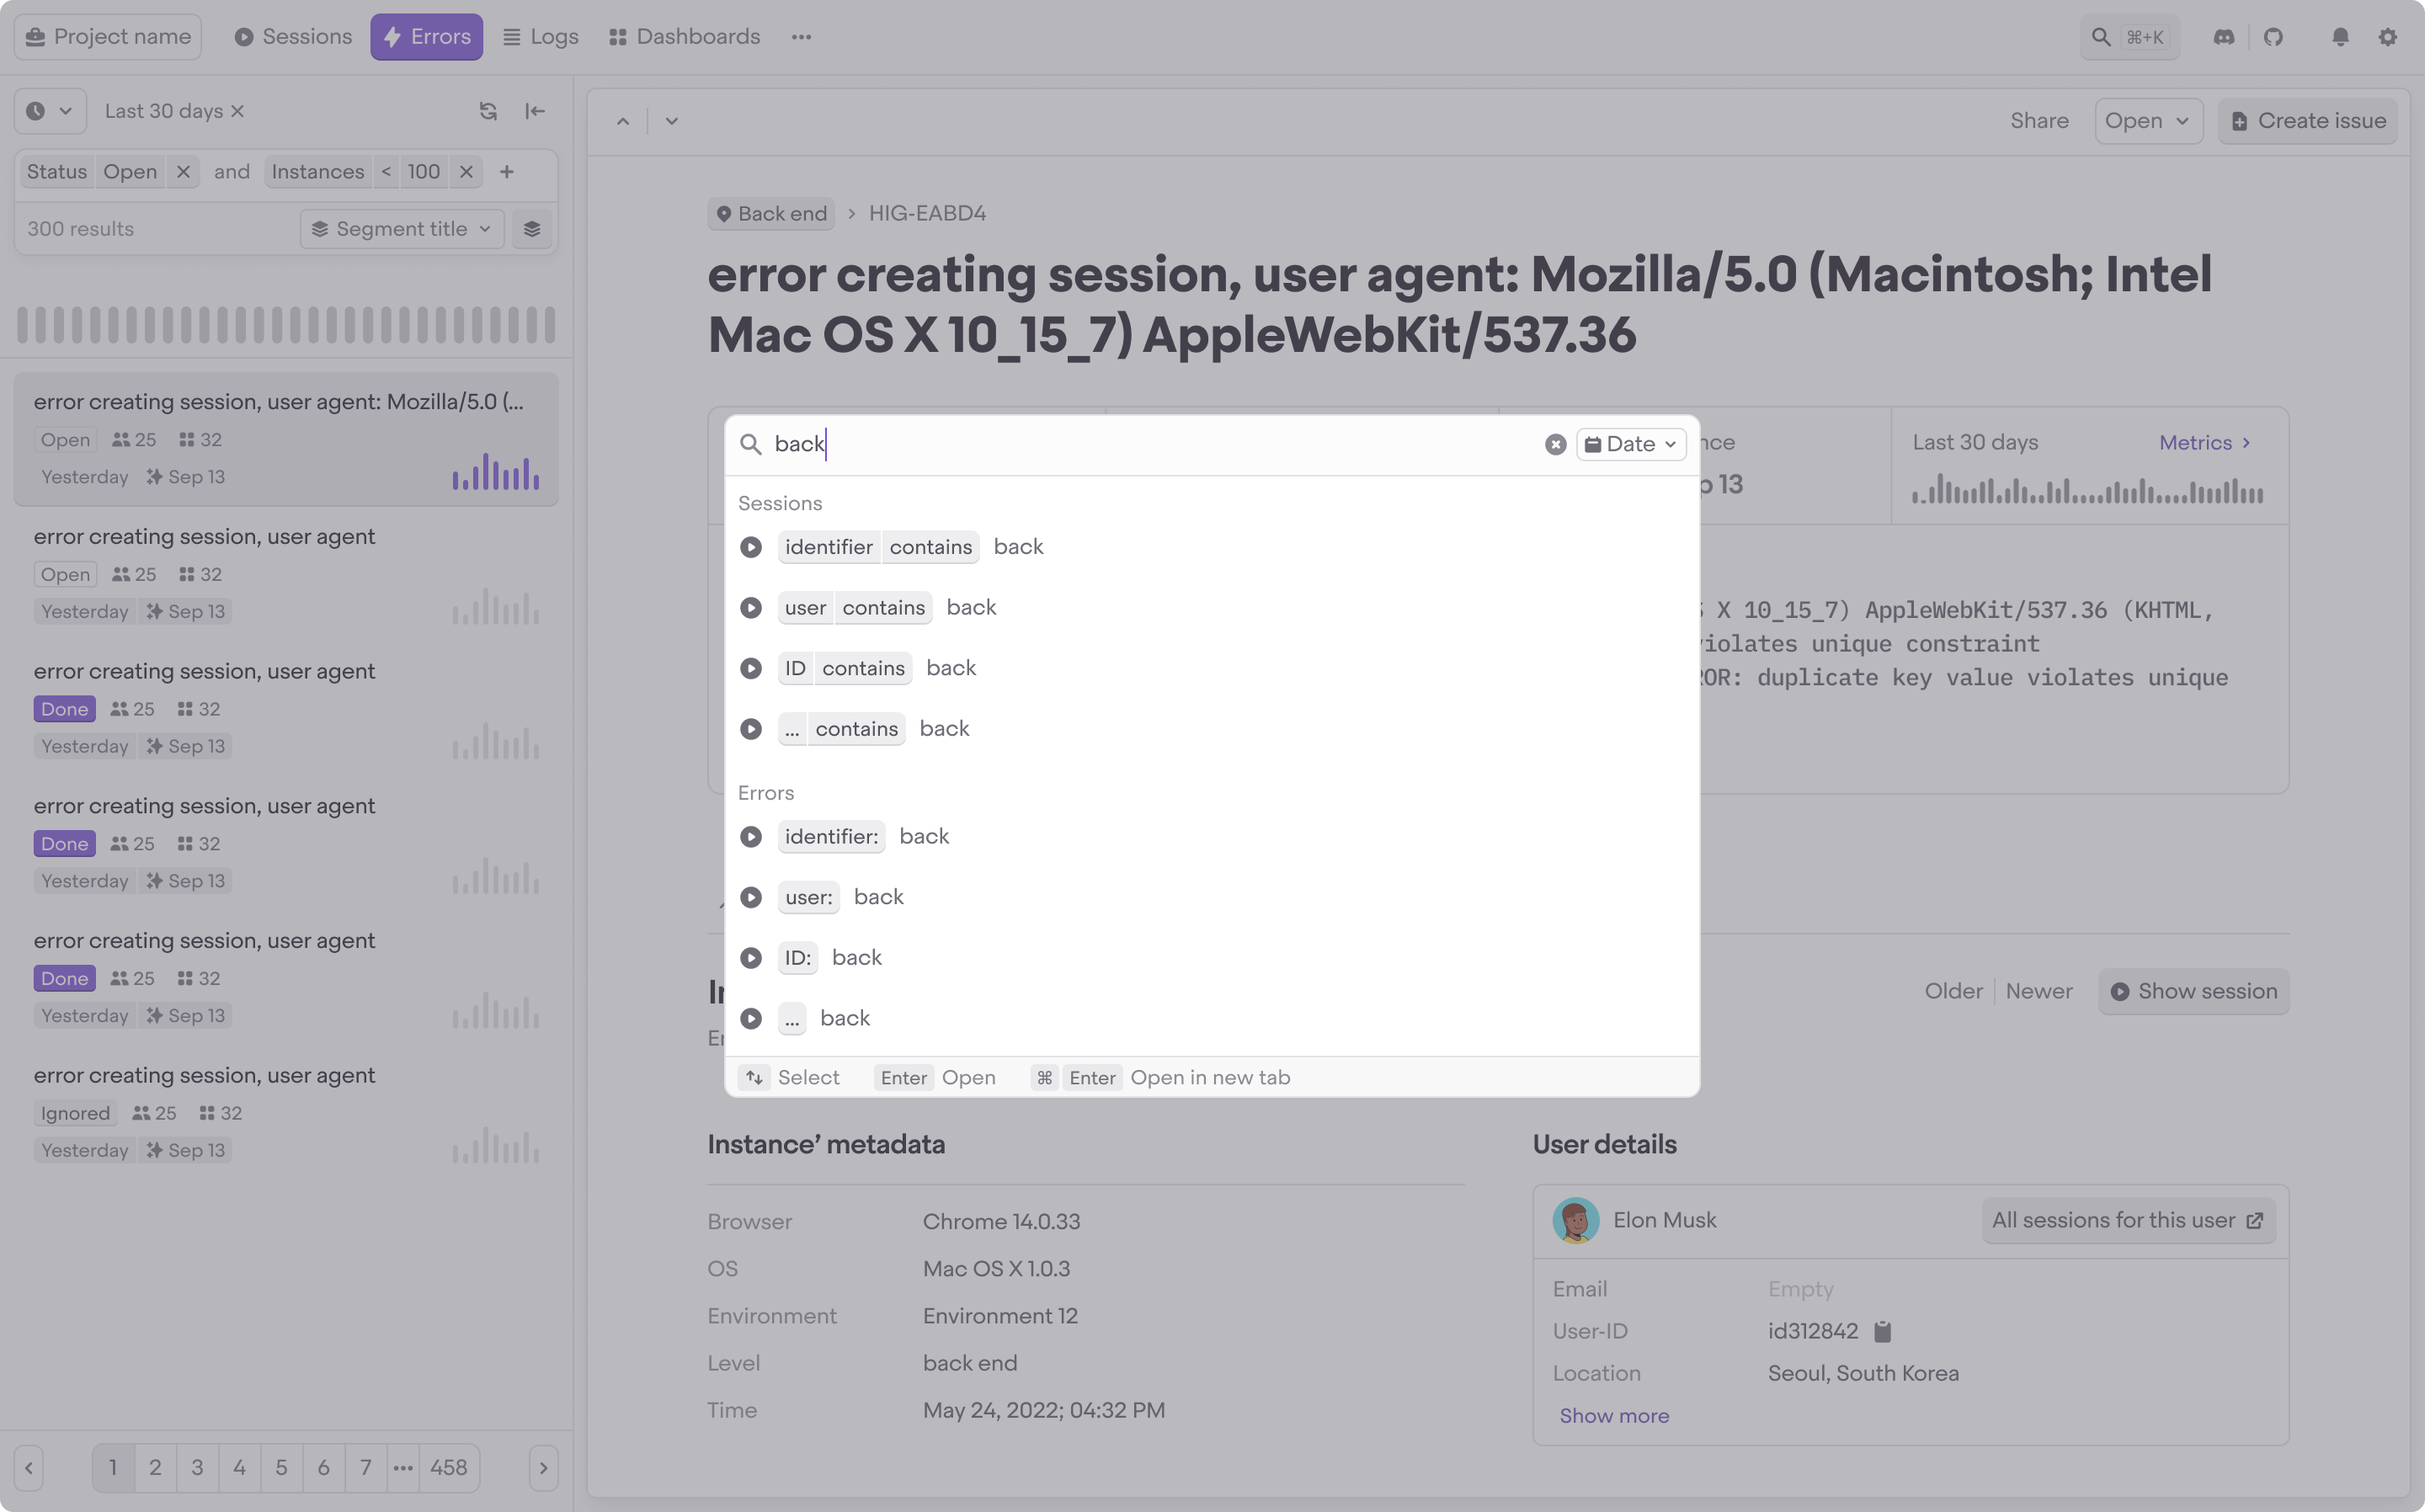 Project name
Sessions
Errors
Logs
Dashboards
⌘+K
Last 30 days
Status Open and Instances < 100
300 results
Segment title
error creating session, user agent: Mozilla/5.0 (...
Open 25 32
Yesterday Sep 13
error creating session, user agent
Open 25 32
Yesterday Sep 13
error creating session, user agent
Done 25 32
Yesterday Sep 13
error creating session, user agent
Done 25 32
Yesterday Sep 13
error creating session, user agent
Done 25 32
Yesterday Sep 13
error creating session, user agent
Ignored 25 32
Yesterday Sep 13
1 2 3 4 5 6 7 ••• 458
Share
Open
Create issue
Back end
HIG-EABD4
error creating session, user agent: Mozilla/5.0 (Macintosh; Intel
Mac OS X 10_15_7) AppleWebKit/537.36
back
Date
Sessions
identifier contains back
user contains back
ID contains back
... contains back
Errors
identifier: back
user: back
ID: back
... back
Select
Enter Open
⌘ Enter Open in new tab
13
Last 30 days
Metrics
X 10_15_7) AppleWebKit/537.36 (KHTML,
violates unique constraint
duplicate key value violates unique
Older
Newer
Show session
Instance’ metadata
Browser Chrome 14.0.33
OS Mac OS X 1.0.3
Environment Environment 12
Level back end
Time May 24, 2022; 04:32 PM
User details
Elon Musk
All sessions for this user
Email Empty
User-ID id312842
Location Seoul, South Korea
Show more